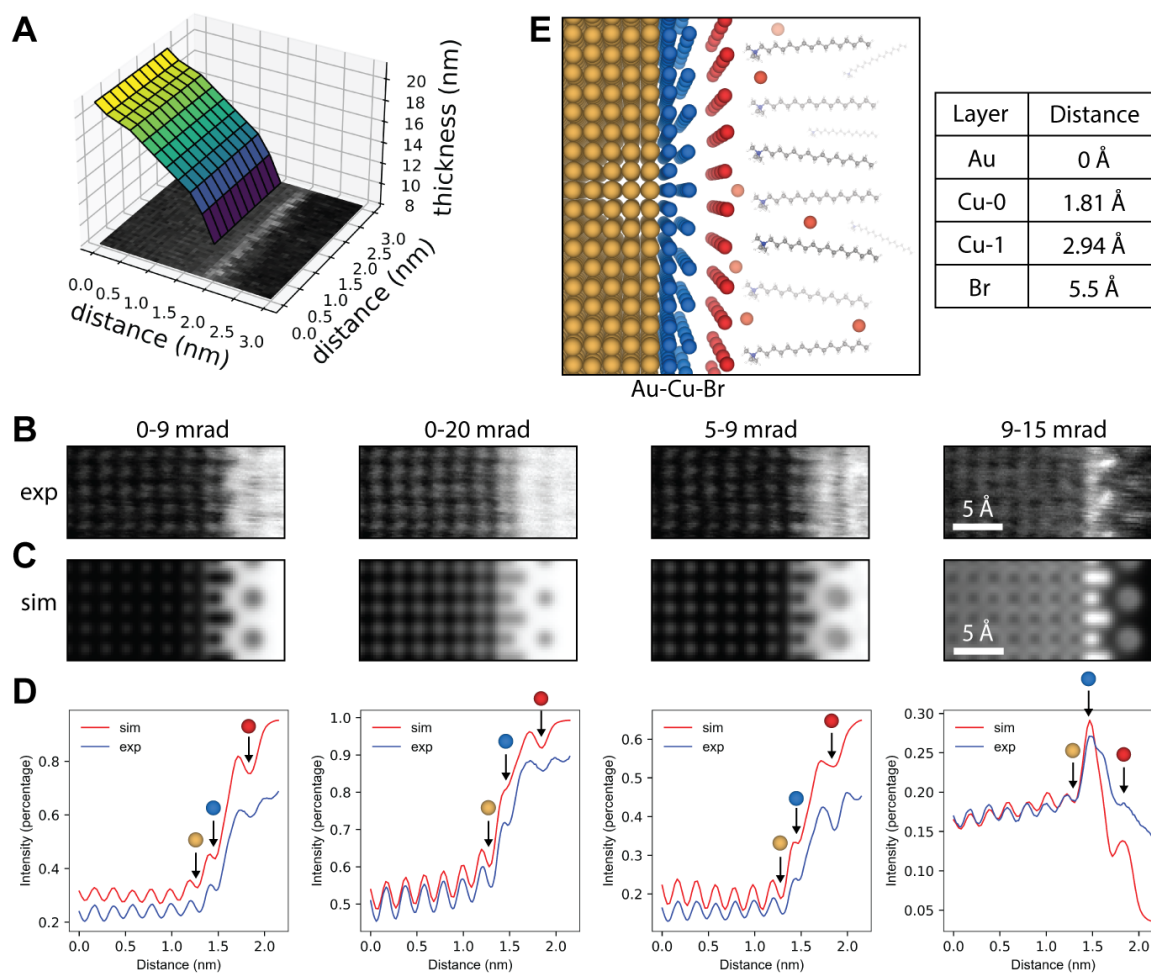 A
20
18
16
14
12
10
8
thickness (nm)
0.0
0.5
1.0
1.5
2.0
2.5
3.0
distance (nm)
0.0
0.5
1.0
1.5
2.0
2.5
3.0
distance (nm)
E
Au-Cu-Br
Layer Distance
Au 0 Å
Cu-0 1.81 Å
Cu-1 2.94 Å
Br 5.5 Å
B
0-9 mrad 0-20 mrad 5-9 mrad 9-15 mrad
exp
5 Å
C
sim
5 Å
D
sim
exp
0.8
0.6
0.4
0.2
Intensity (percentage)
0.0 0.5 1.0 1.5 2.0
Distance (nm)
sim
exp
1.0
0.9
0.8
0.7
0.6
0.5
Intensity (percentage)
0.0 0.5 1.0 1.5 2.0
Distance (nm)
sim
exp
0.6
0.5
0.4
0.3
0.2
Intensity (percentage)
0.0 0.5 1.0 1.5 2.0
Distance (nm)
sim
exp
0.30
0.25
0.20
0.15
0.10
0.05
Intensity (percentage)
0.0 0.5 1.0 1.5 2.0
Distance (nm)